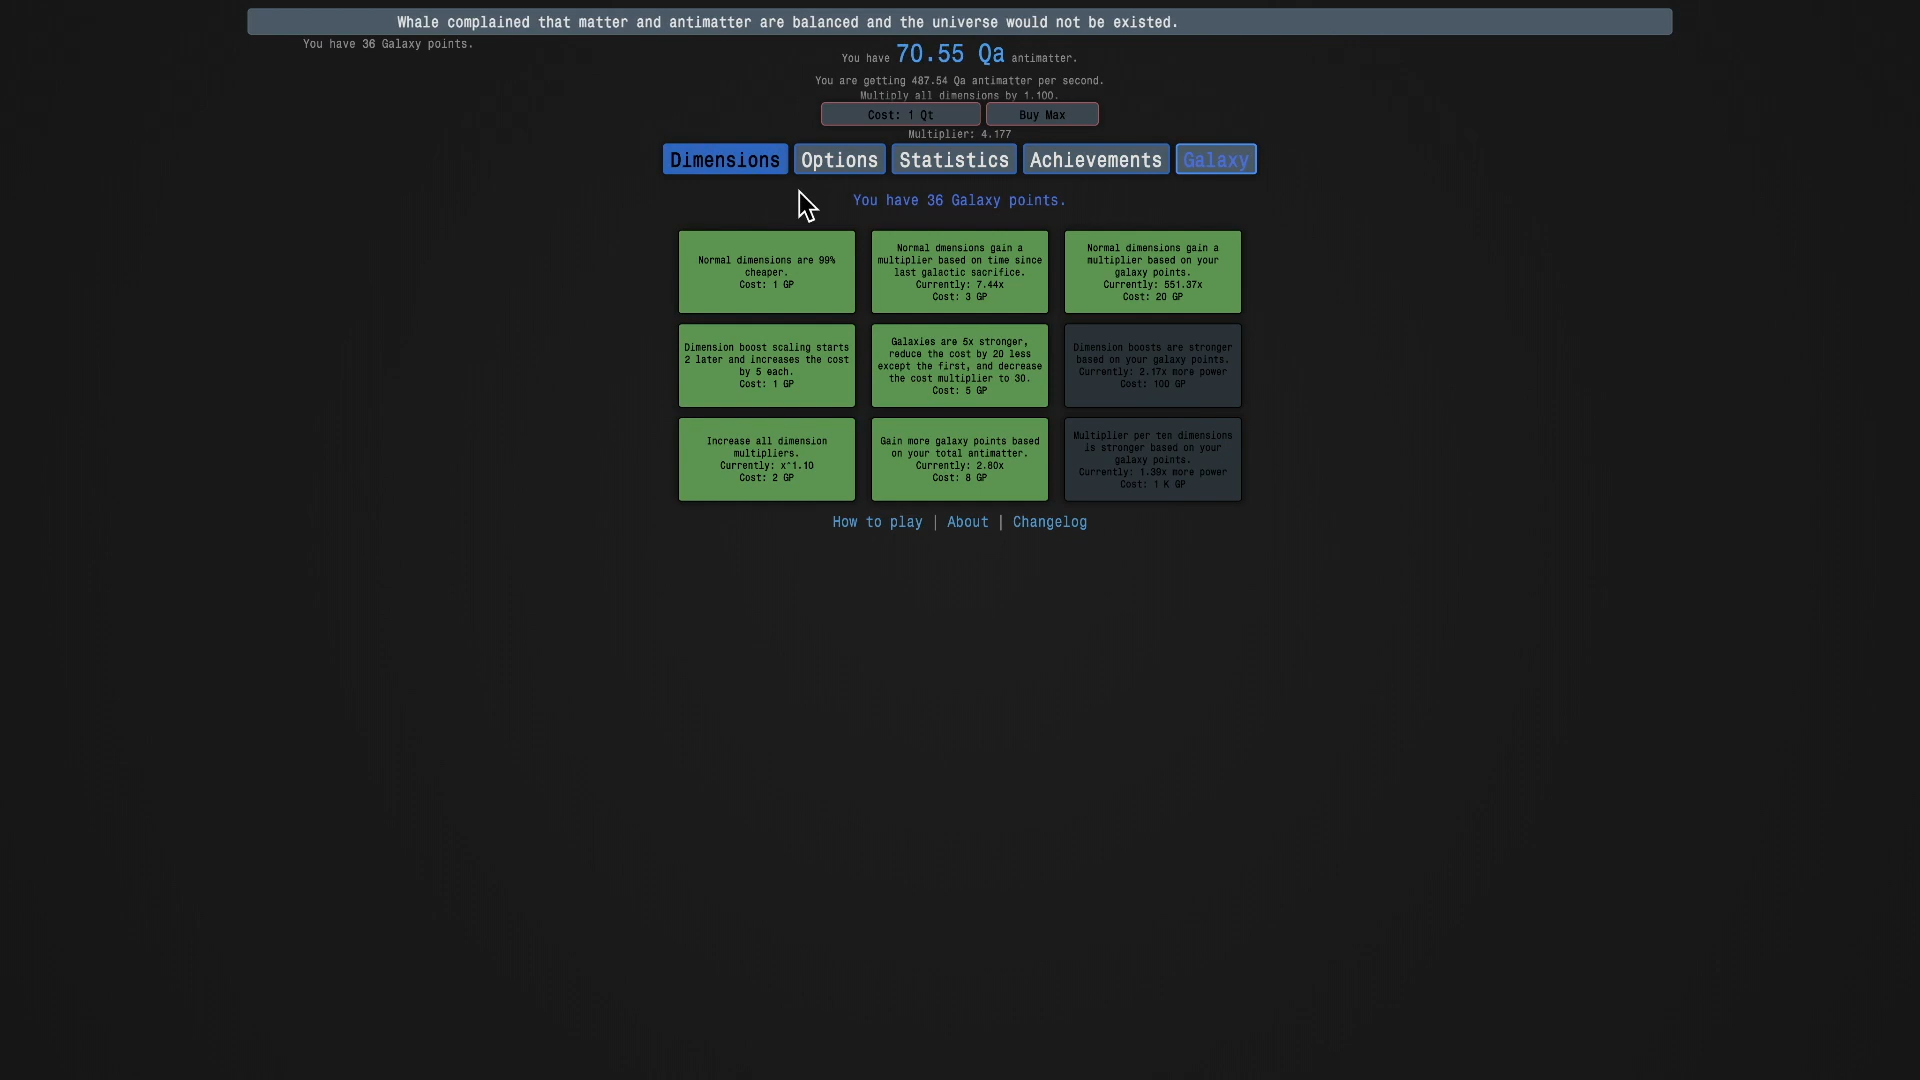 Whale complained that matter and antimatter are balanced and the universe would not be existed.
You have 36 Galaxy points.
You have 70.55 Qa antimatter.
You are getting 487.54 Qa antimatter per second.
Multiply all dimensions by 1.100.
Cost: 1 Qt
Buy Max
Multiplier: 4.177
Dimensions
Options
Statistics
Achievements
Galaxy
You have 36 Galaxy points.
Normal dimensions are 99%
cheaper.
Cost: 1 GP
Normal dmensions gain a
multiplier based on time since
last galactic sacrifice.
Currently: 7.44x
Cost: 3 GP
Normal dimensions gain a
multiplier based on your
galaxy points.
Currently: 551.37x
Cost: 20 GP
Dimension boost scaling starts
2 later and increases the cost
by 5 each.
Cost: 1 GP
Galaxies are 5x stronger,
reduce the cost by 20 less
except the first, and decrease
the cost multiplier to 30.
Cost: 5 GP
Dimension boosts are stronger
based on your galaxy points.
Currently: 2.17x more power
Cost: 100 GP
Increase all dimension
multipliers.
Currently: x^1.10
Cost: 2 GP
Gain more galaxy points based
on your total antimatter.
Currently: 2.80x
Cost: 8 GP
Multiplier per ten dimensions
is stronger based on your
galaxy points.
Currently: 1.39x more power
Cost: 1 K GP
How to play | About | Changelog